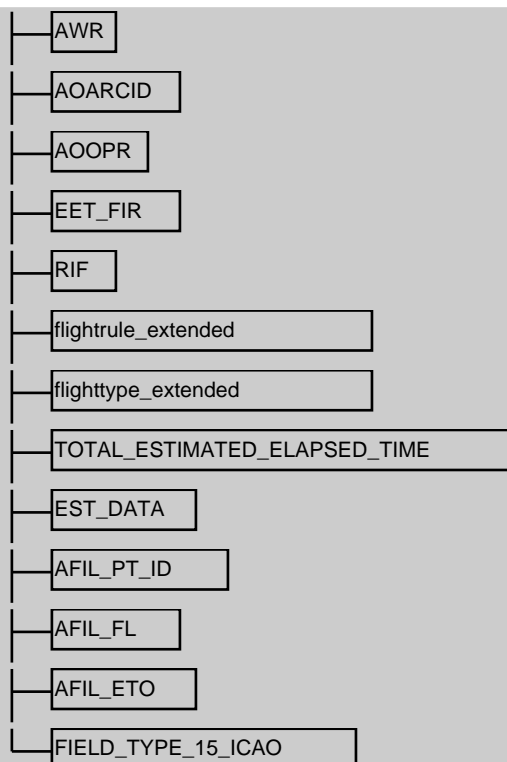 AWR
AOARCID
AOOPR
EET_FIR
RIF
flightrule_extended
flighttype_extended
TOTAL_ESTIMATED_ELAPSED_TIME
EST_DATA
AFIL_PT_ID
AFIL_FL
AFIL_ETO
FIELD_TYPE_15_ICAO